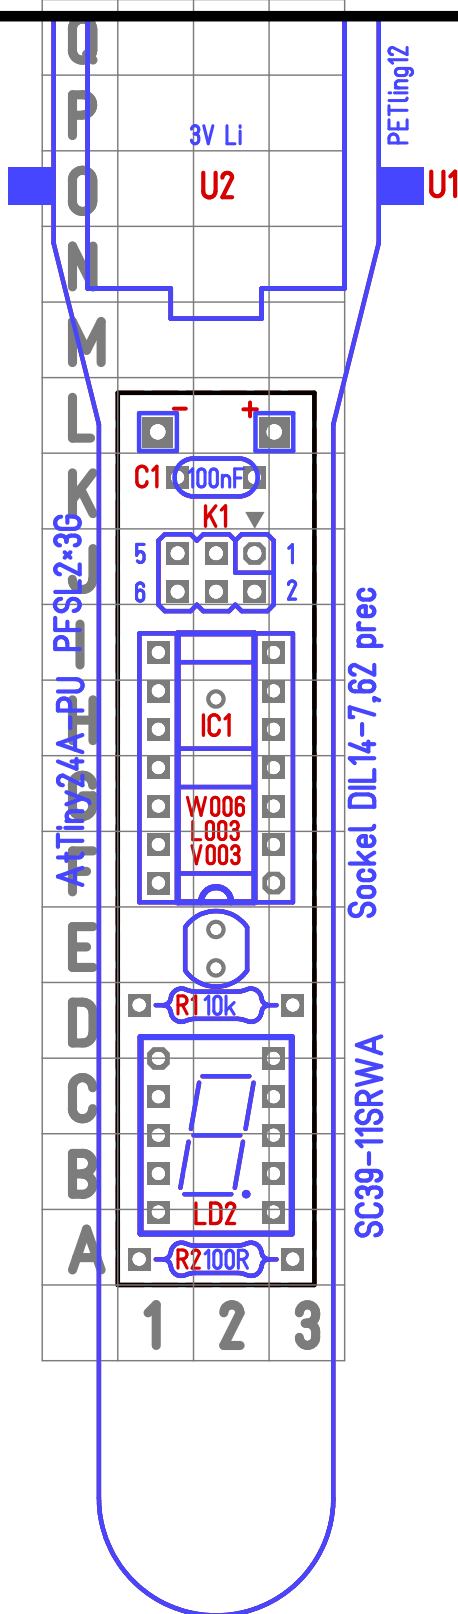 Q
PETling12
P
3V Li
O
U2
U1
N
M
L
- +
K
C1 100nF
K1
J
5 1
6 2
AtTiny24A-PU PFSL2×3G
I
H
IC1
G
W006
L003
V003
F
Sockel DIL14-7,62 prec
E
D
R1 10k
C
SC39-11SRWA
B
LD2
A
R2 100R
1 2 3